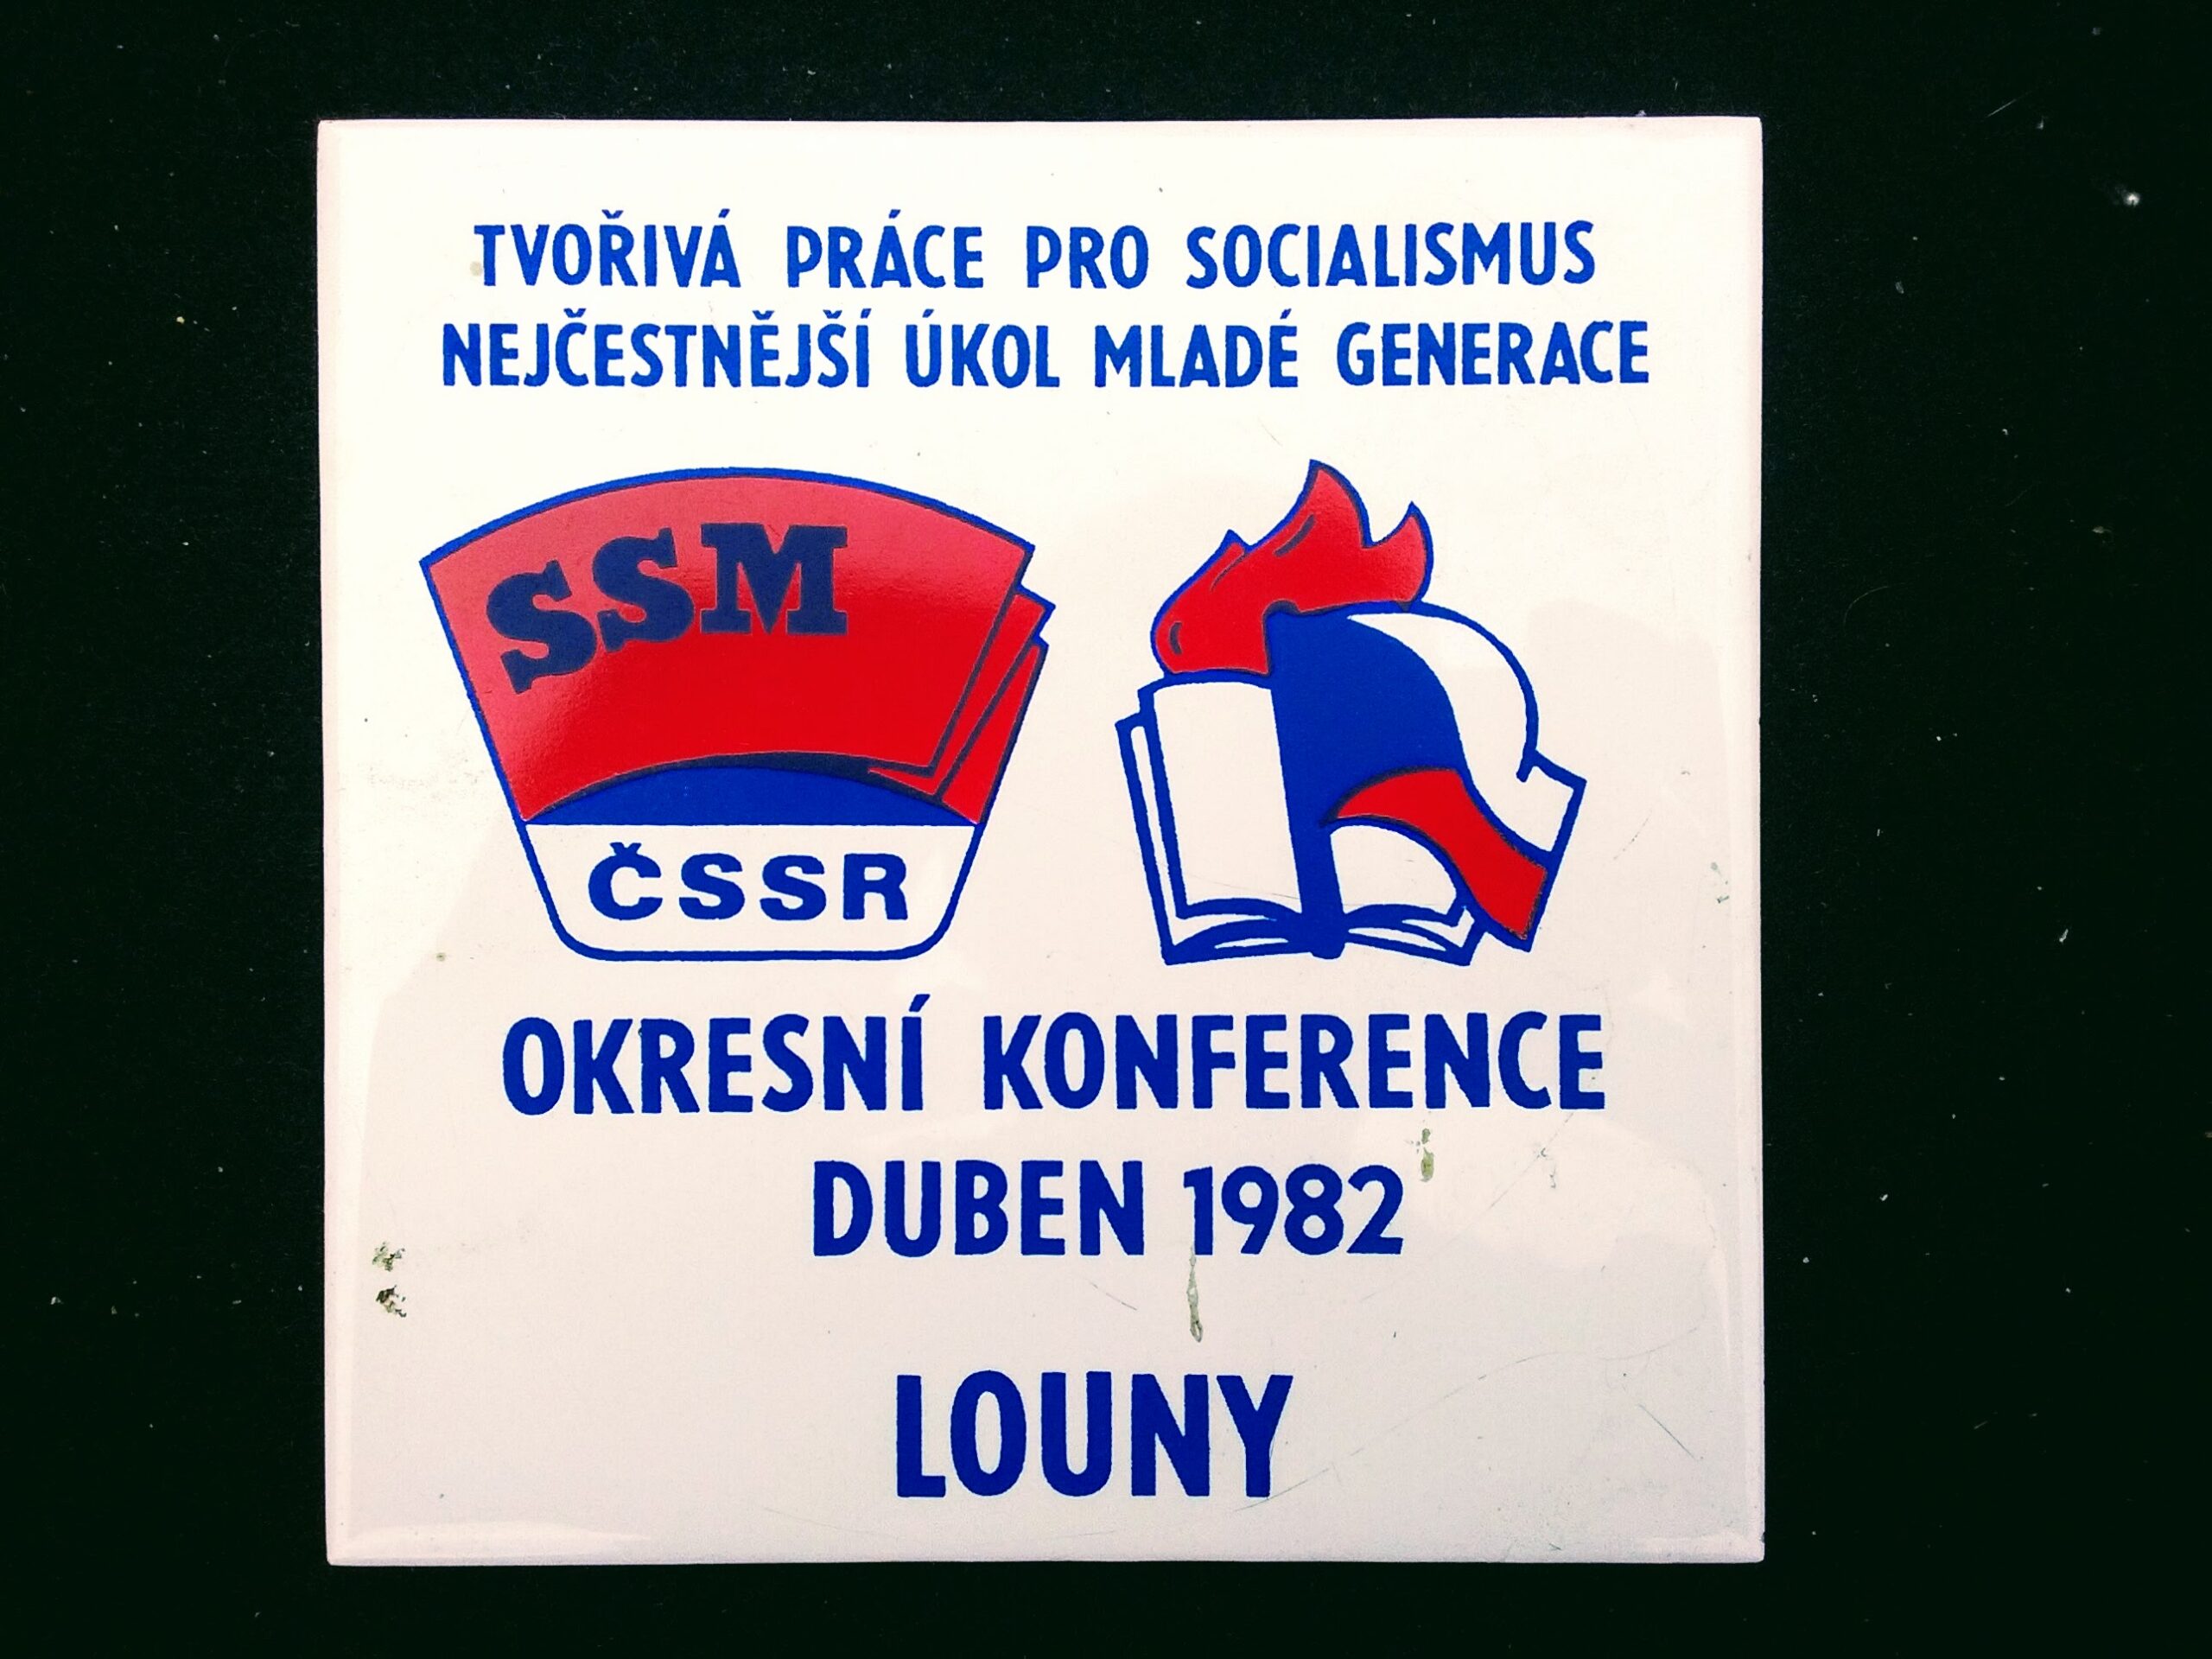 TVOŘIVÁ PRÁCE PRO SOCIALISMUS
NEJČESTNĚJŠÍ ÚKOL MLADÉ GENERACE
SSM
ČSSR
OKRESNÍ KONFERENCE
DUBEN 1982
LOUNY